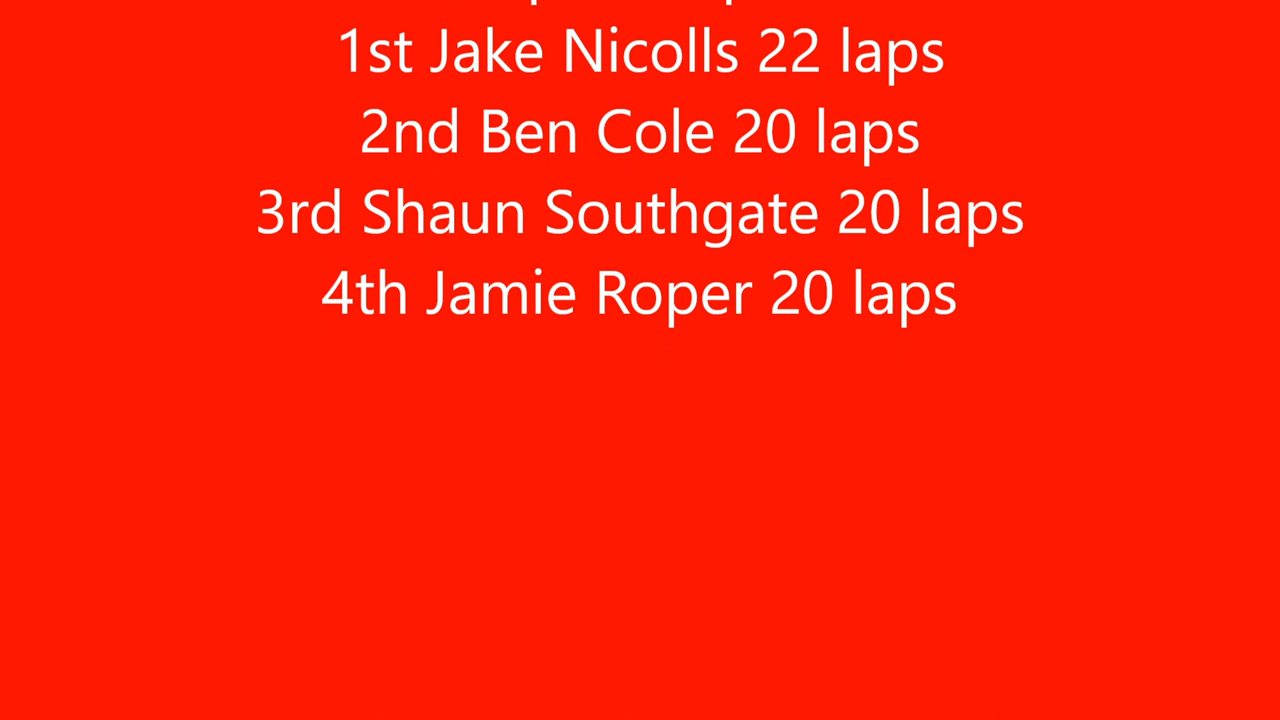 1st Jake Nicolls 22 laps
2nd Ben Cole 20 laps
3rd Shaun Southgate 20 laps
4th Jamie Roper 20 laps